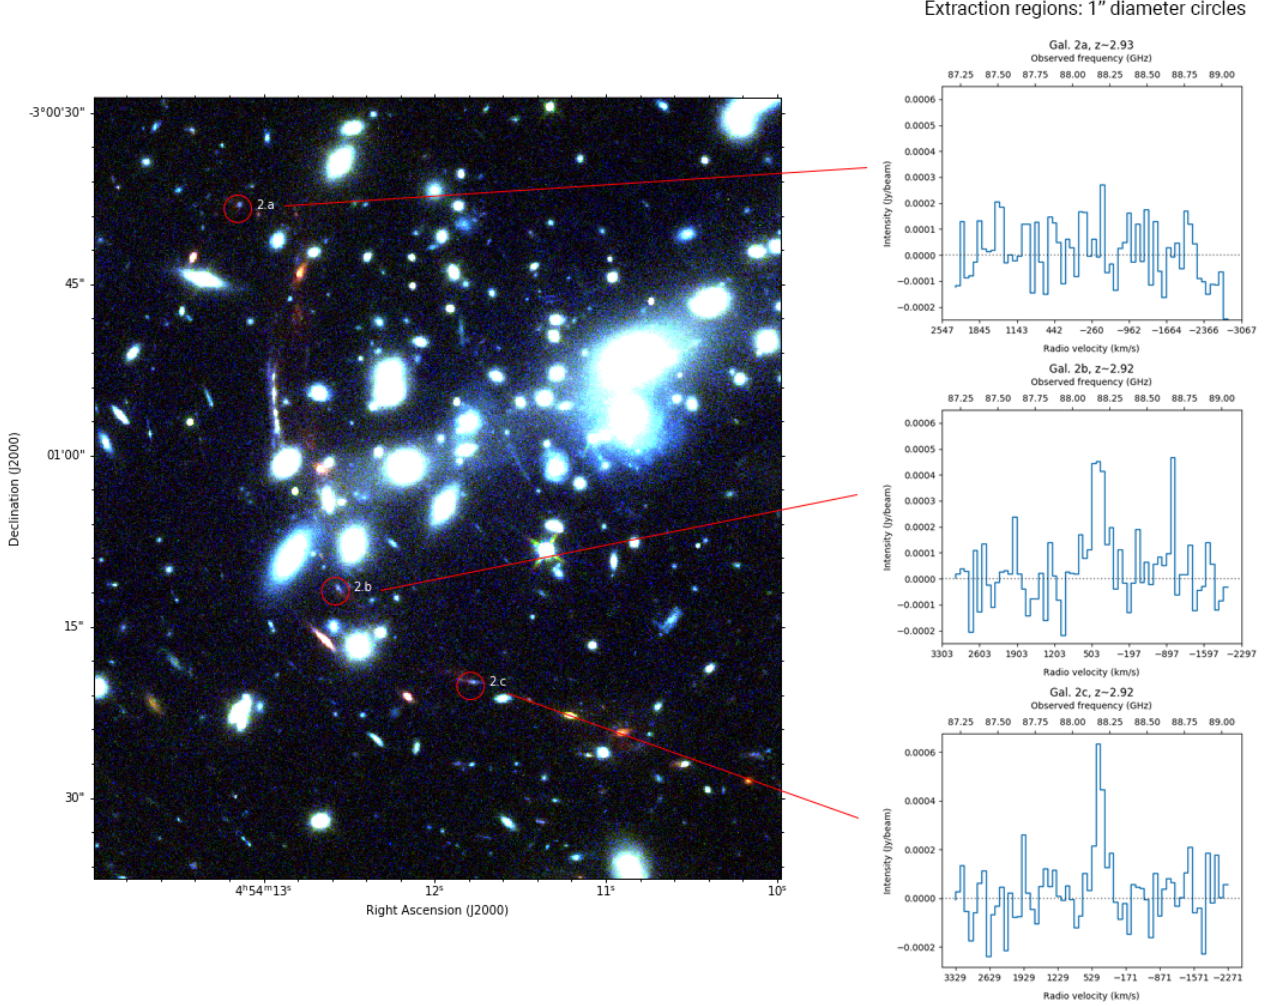 Extraction regions: 1” diameter circles
Gal. 2a, z~2.93
Observed frequency (GHz)
87.25 87.50 87.75 88.00 88.25 88.50 88.75 89.00
0.0006
0.0005
0.0004
0.0003
0.0002
0.0001
0.0000
−0.0001
−0.0002
Intensity (Jy/beam)
2547 1845 1143 442 −260 −962 −1664 −2366 −3067
Radio velocity (km/s)
Gal. 2b, z~2.92
Observed frequency (GHz)
87.25 87.50 87.75 88.00 88.25 88.50 88.75 89.00
0.0006
0.0005
0.0004
0.0003
0.0002
0.0001
0.0000
−0.0001
−0.0002
Intensity (Jy/beam)
3303 2603 1903 1203 503 −197 −897 −1597 −2297
Radio velocity (km/s)
Gal. 2c, z~2.92
Observed frequency (GHz)
87.25 87.50 87.75 88.00 88.25 88.50 88.75 89.00
0.0006
0.0004
0.0002
0.0000
−0.0002
Intensity (Jy/beam)
3329 2629 1929 1229 529 −171 −871 −1571 −2271
Radio velocity (km/s)
-3°00'30"
45"
01'00"
15"
30"
Declination (J2000)
2.a
2.b
2.c
4ʰ54ᵐ13ˢ 12ˢ 11ˢ 10ˢ
Right Ascension (J2000)